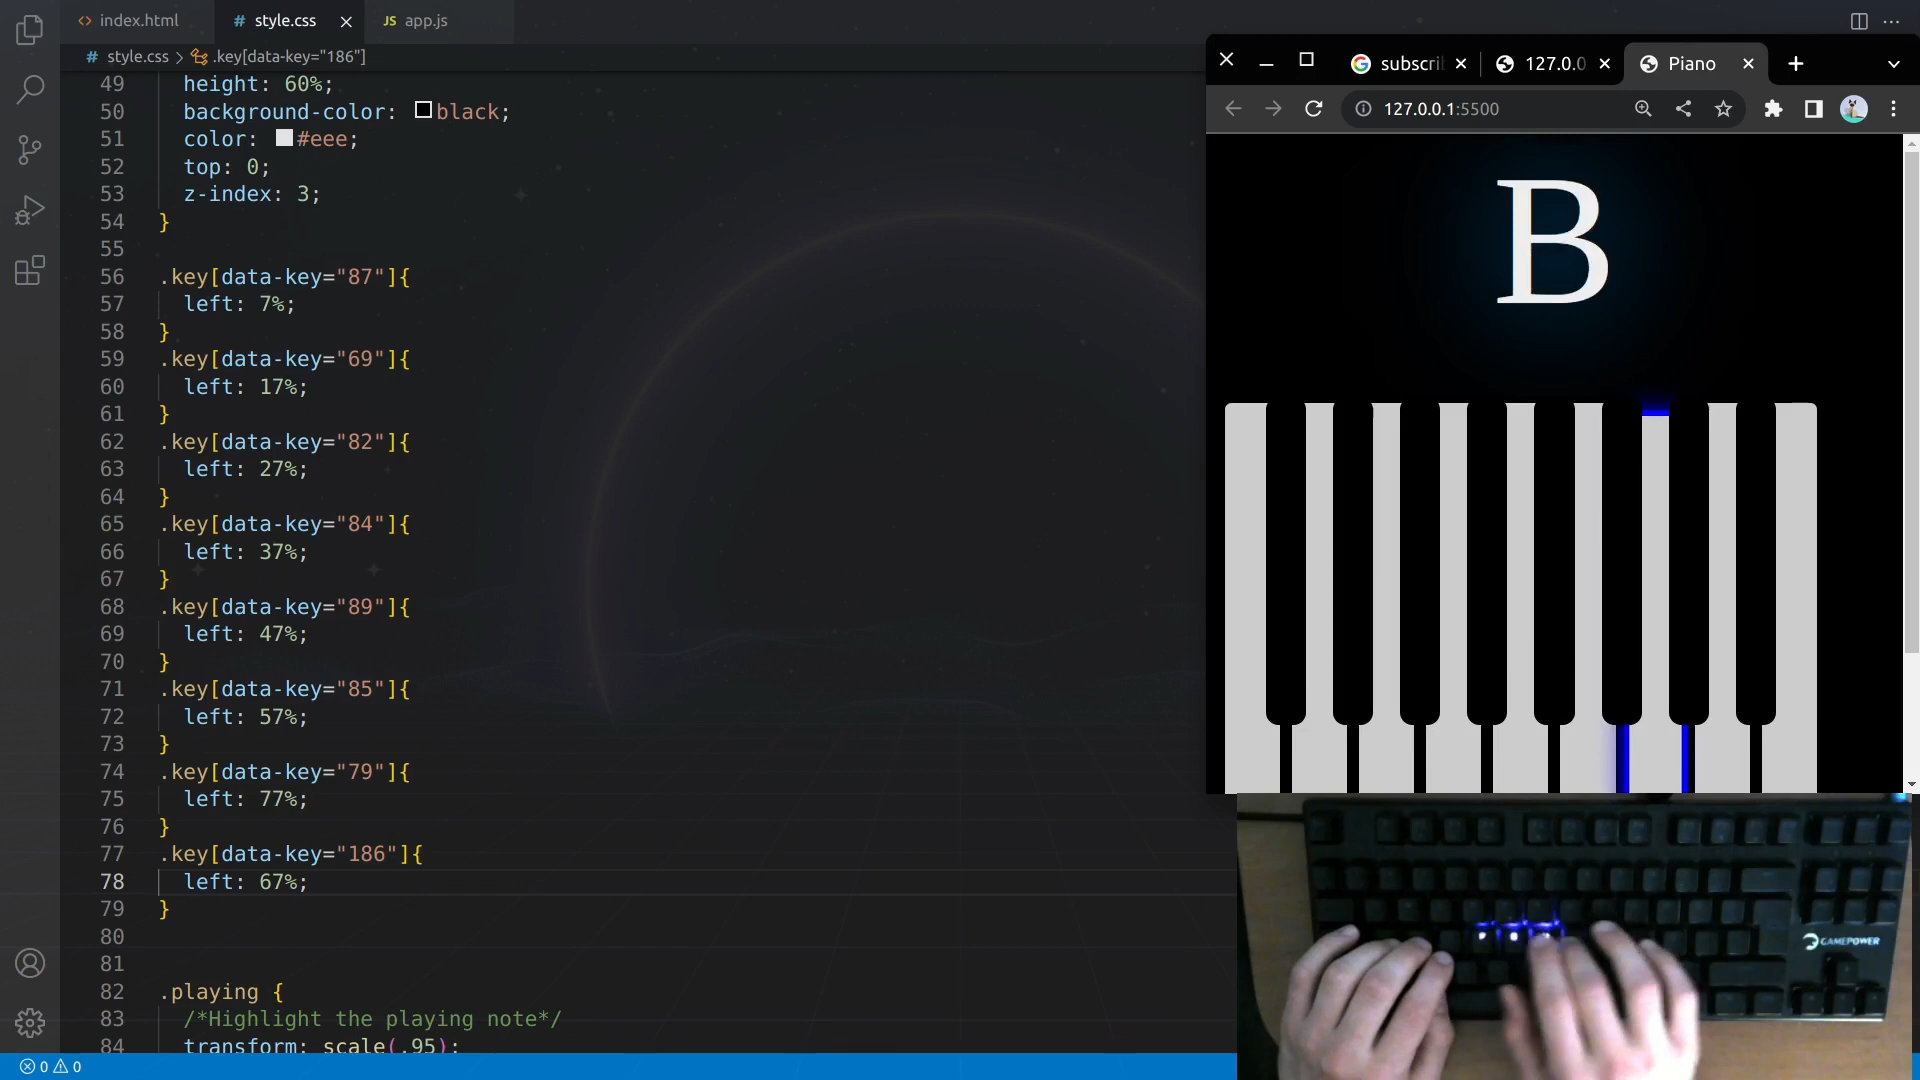 index.html
style.css
JS app.js
# style.css > .key[data-key="186"]
49 height: 60%;
50 background-color: black;
51 color: #eee;
52 top: 0;
53 z-index: 3;
54 }
55
56 .key[data-key="87"]{
57 left: 7%;
58 }
59 .key[data-key="69"]{
60 left: 17%;
61 }
62 .key[data-key="82"]{
63 left: 27%;
64 }
65 .key[data-key="84"]{
66 left: 37%;
67 }
68 .key[data-key="89"]{
69 left: 47%;
70 }
71 .key[data-key="85"]{
72 left: 57%;
73 }
74 .key[data-key="79"]{
75 left: 77%;
76 }
77 .key[data-key="186"]{
78 left: 67%;
79 }
80
81
82 .playing {
83 /*Highlight the playing note*/
84 transform: scale(.95);
0 0
subscri
127.0.0
Piano
127.0.0.1:5500
B
GAMEPOWER